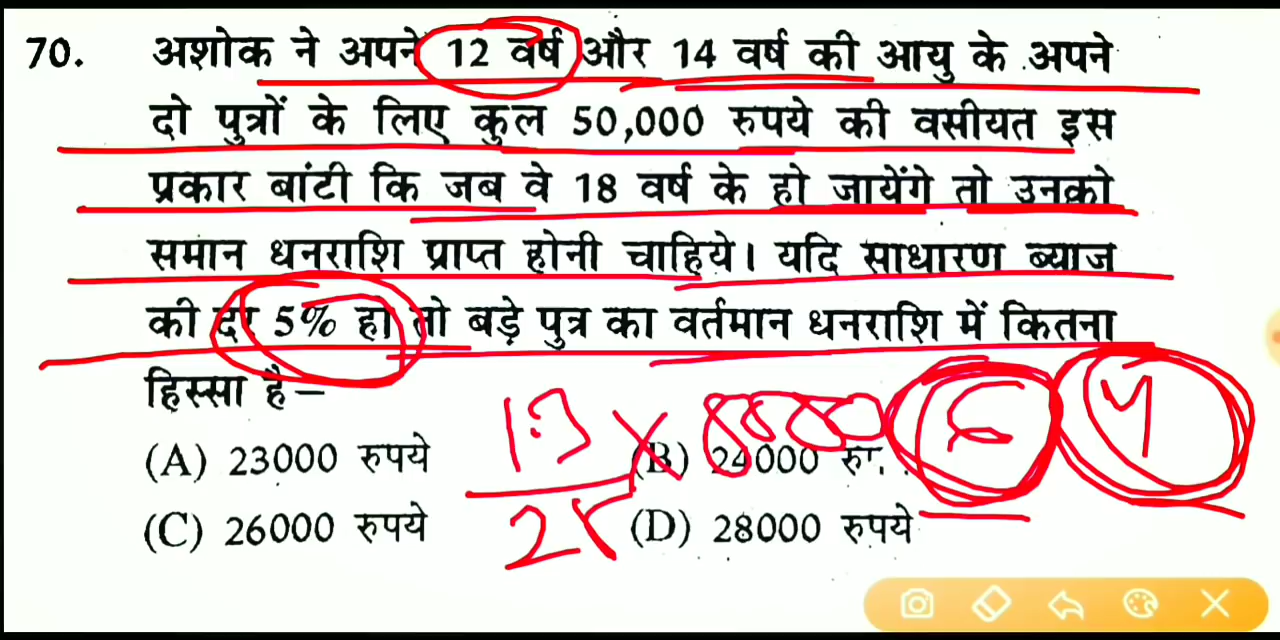 70. अशोक ने अपने 12 वर्ष और 14 वर्ष की आयु के अपने
दो पुत्रों के लिए कुल 50,000 रुपये की वसीयत इस
प्रकार बांटी कि जब वे 18 वर्ष के हो जायेंगे तो उनको
समान धनराशि प्राप्त होनी चाहिये। यदि साधारण ब्याज
की दर 5% हो तो बड़े पुत्र का वर्तमान धनराशि में कितना
हिस्सा है–
(A) 23000 रुपये (B) 24000
(C) 26000 रुपये (D) 28000 रुपये